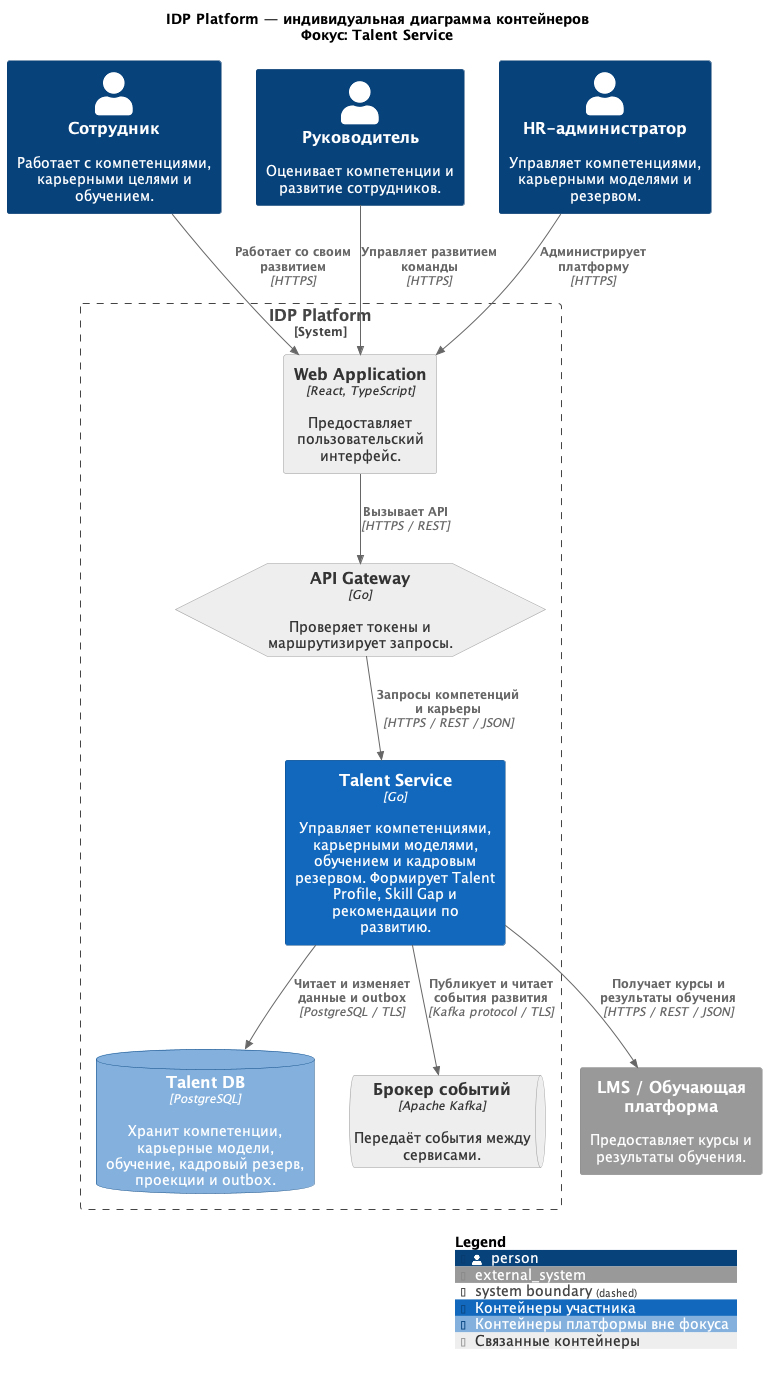 IDP Platform — индивидуальная диаграмма контейнеров
Фокус: Talent Service
Сотрудник
Работает с компетенциями,
карьерными целями и
обучением.
Руководитель
Оценивает компетенции и
развитие сотрудников.
HR-администратор
Управляет компетенциями,
карьерными моделями и
резервом.
Работает со своим
развитием
[HTTPS]
Управляет развитием
команды
[HTTPS]
Администрирует
платформу
[HTTPS]
IDP Platform
[System]
Web Application
[React, TypeScript]
Предоставляет
пользовательский
интерфейс.
Вызывает API
[HTTPS / REST]
API Gateway
[Go]
Проверяет токены и
маршрутизирует запросы.
Запросы компетенций
и карьеры
[HTTPS / REST / JSON]
Talent Service
[Go]
Управляет компетенциями,
карьерными моделями,
обучением и кадровым
резервом. Формирует Talent
Profile, Skill Gap и
рекомендации по
развитию.
Читает и изменяет
данные и outbox
[PostgreSQL / TLS]
Публикует и читает
события развития
[Kafka protocol / TLS]
Получает курсы и
результаты обучения
[HTTPS / REST / JSON]
Talent DB
[PostgreSQL]
Хранит компетенции,
карьерные модели,
обучение, кадровый резерв,
проекции и outbox.
Брокер событий
[Apache Kafka]
Передаёт события между
сервисами.
LMS / Обучающая
платформа
Предоставляет курсы и
результаты обучения.
Legend
person
external_system
system boundary (dashed)
Контейнеры участника
Контейнеры платформы вне фокуса
Связанные контейнеры